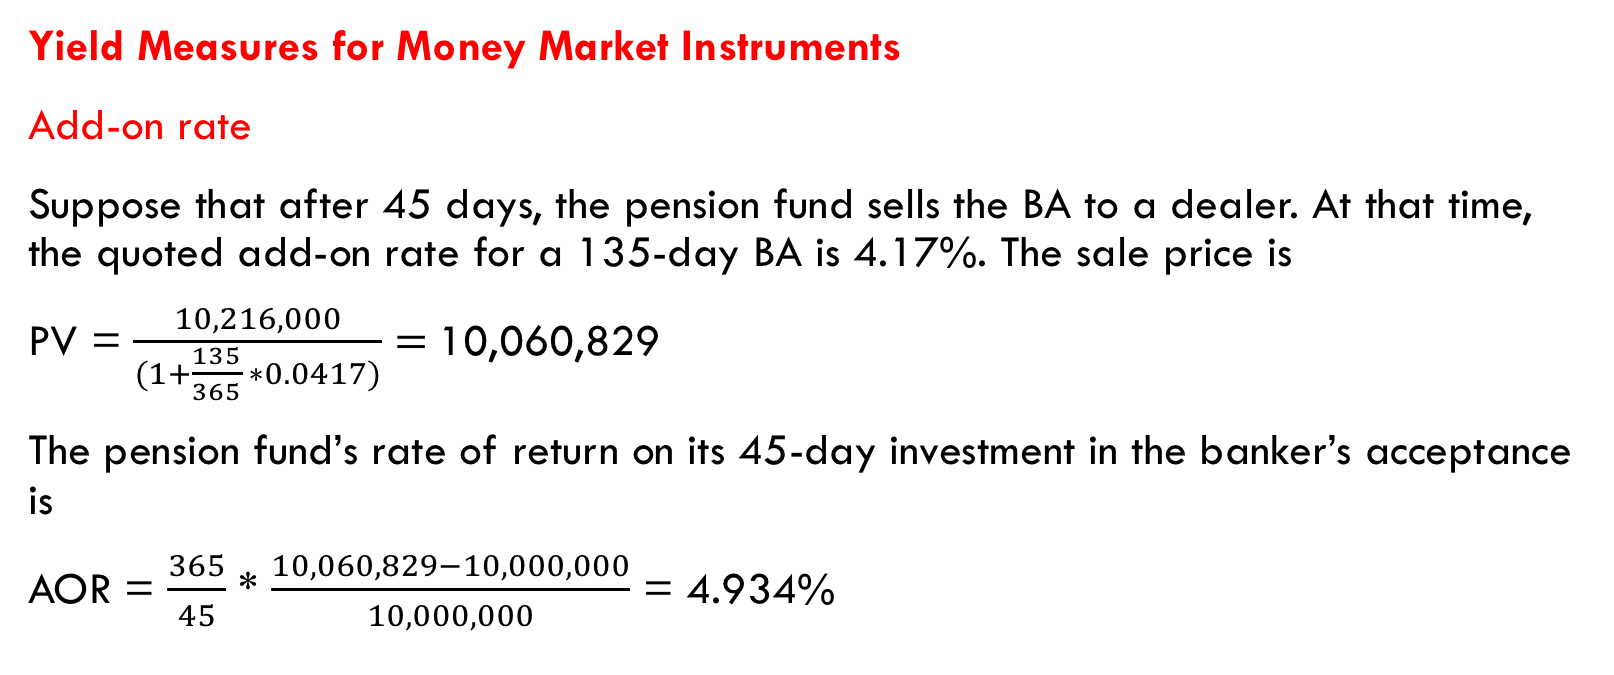 Yield Measures for Money Market Instruments
Add-on rate
Suppose that after 45 days, the pension fund sells the BA to a dealer. At that time,
the quoted add-on rate for a 135-day BA is 4.17%. The sale price is
PV = \frac{10,216,000}{(1+\frac{135}{365}*0.0417)} = 10,060,829
The pension fund’s rate of return on its 45-day investment in the banker’s acceptance
is
AOR = \frac{365}{45} * \frac{10,060,829−10,000,000}{10,000,000} = 4.934%